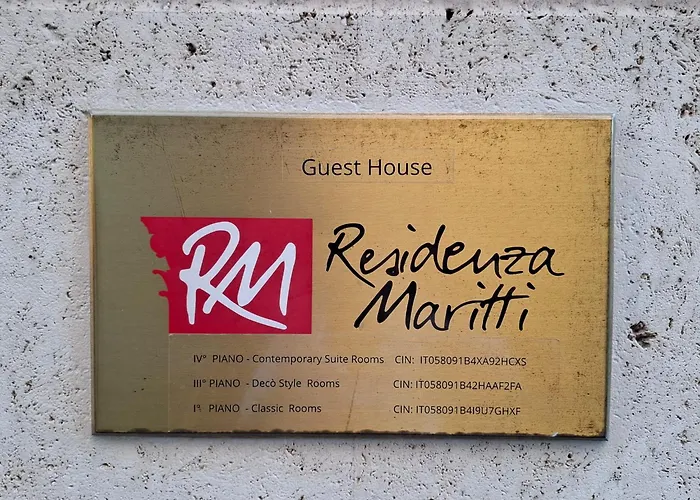 Guest House
RM
Residenza
Maritti
IV° PIANO - Contemporary Suite Rooms CIN: IT058091B4XA92HCXS
III° PIANO - Decò Style Rooms CIN: IT058091B42HAAF2FA
I° PIANO - Classic Rooms CIN: IT058091B4I9U7GHXF